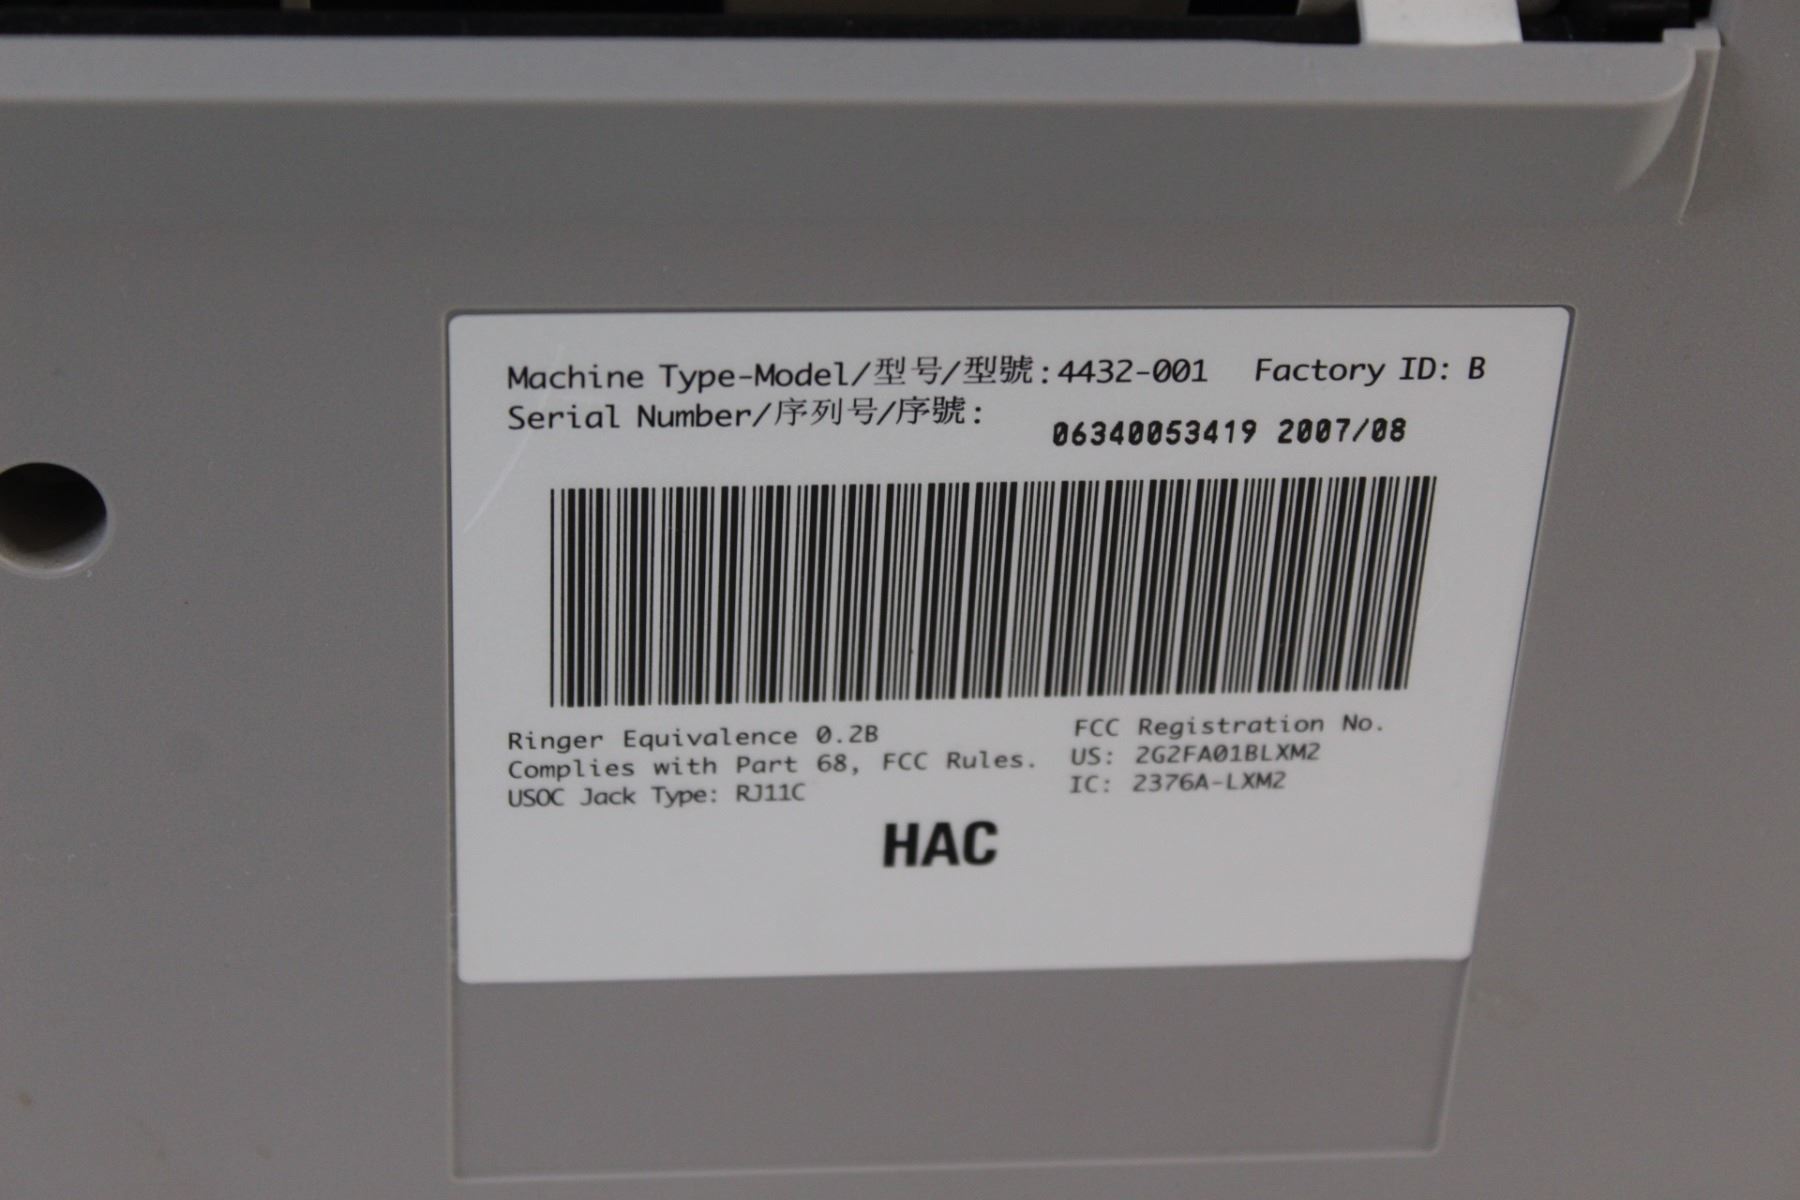 Machine Type-Model/型号/型號:4432-001 Factory ID: B
Serial Number/序列号/序號:
06340053419 2007/08
Ringer Equivalence 0.2B
Complies with Part 68, FCC Rules.
USOC Jack Type: RJ11C
FCC Registration No.
US: 2G2FA01BLXM2
IC: 2376A-LXM2
HAC